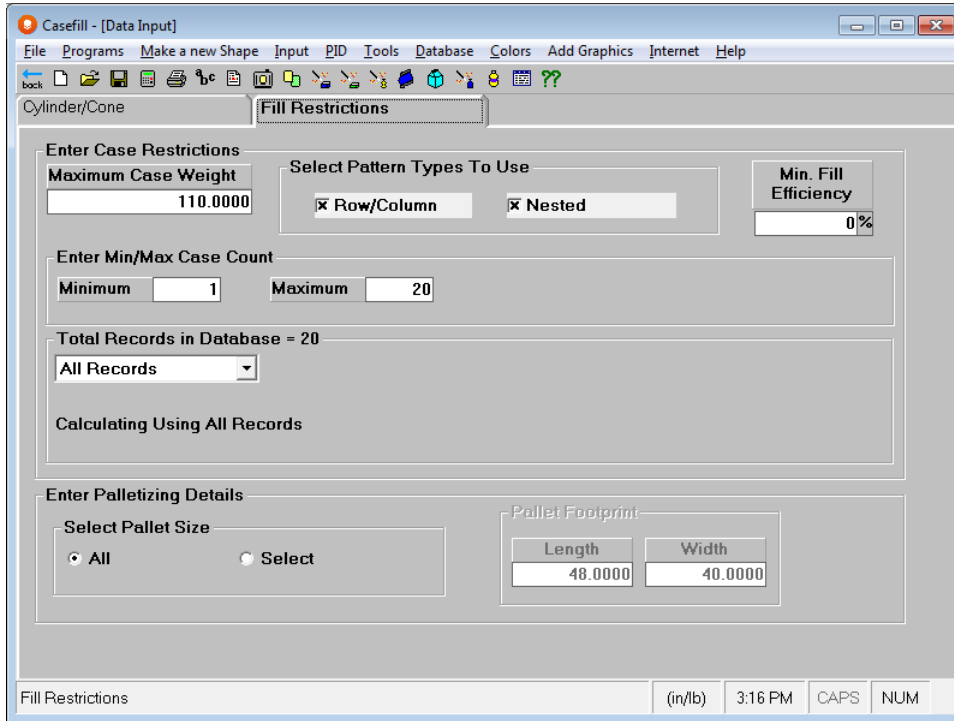 Casefill - [Data Input]
File Programs Make a new Shape Input PID Tools Database Colors Add Graphics Internet Help
back
abc
??
Cylinder/Cone
Fill Restrictions
Enter Case Restrictions
Maximum Case Weight
110.0000
Select Pattern Types To Use
Row/Column
Nested
Min. Fill
Efficiency
0%
Enter Min/Max Case Count
Minimum 1
Maximum 20
Total Records in Database = 20
All Records
Calculating Using All Records
Enter Palletizing Details
Select Pallet Size
All
Select
Pallet Footprint
Length
Width
48.0000
40.0000
Fill Restrictions
(in/lb)
3:16 PM
CAPS
NUM